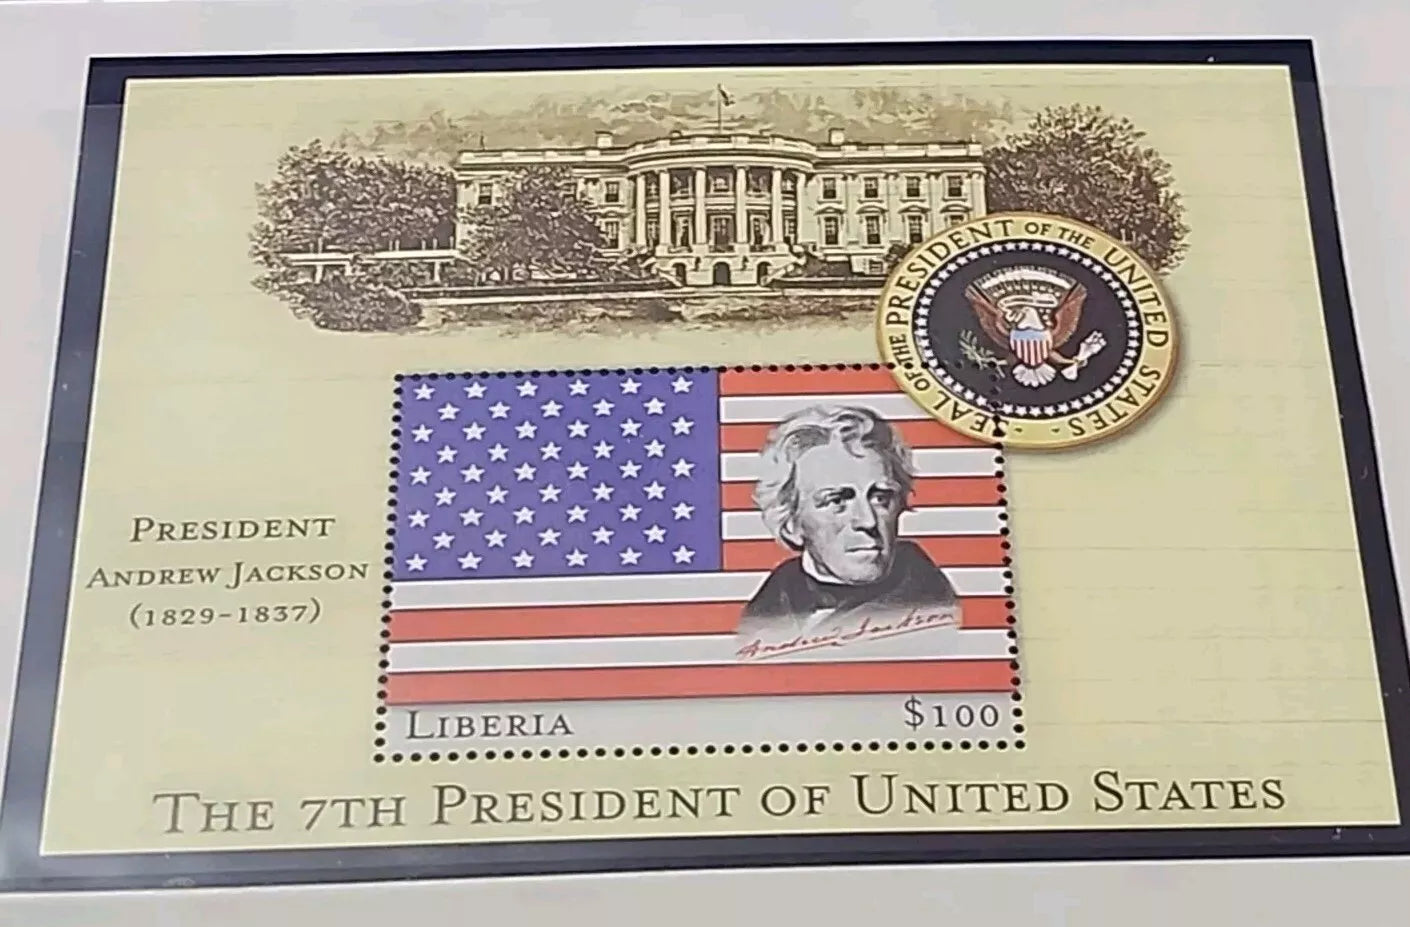 SEAL OF THE PRESIDENT OF THE UNITED STATES
PRESIDENT
ANDREW JACKSON
(1829-1837)
Andrew Jackson
LIBERIA
$100
THE 7TH PRESIDENT OF UNITED STATES